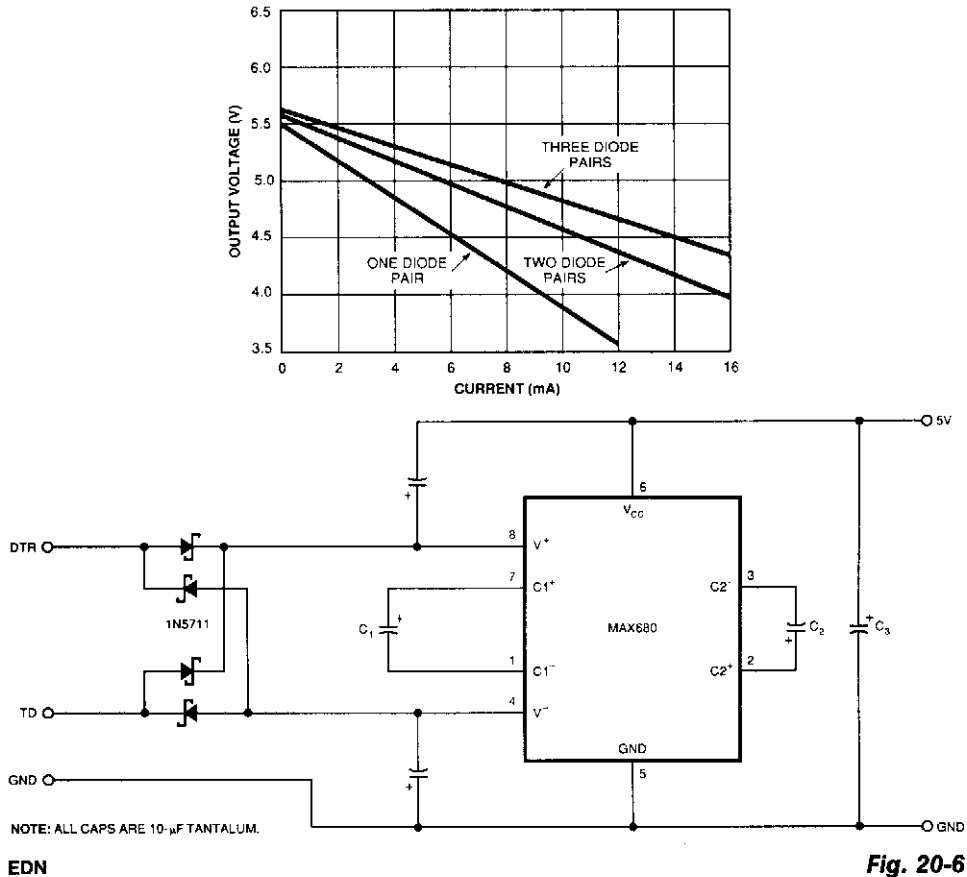 6.5
6.0
5.5
5.0
4.5
4.0
3.5
OUTPUT VOLTAGE (V)
THREE DIODE
PAIRS
ONE DIODE
PAIR
TWO DIODE
PAIRS
0 2 4 6 8 10 12 14 16
CURRENT (mA)
5V
+
6
VCC
DTR
8
V+
7
C1+
3
C2-
1N5711
C1
+
MAX680
C2
+
+
C3
1
C1-
2
C2+
TD
4
V-
GND
5
GND
+
GND
NOTE: ALL CAPS ARE 10-μF TANTALUM.
EDN
Fig. 20-6